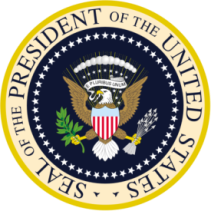 SEAL OF THE PRESIDENT OF THE UNITED STATES
E PLURIBUS UNUM